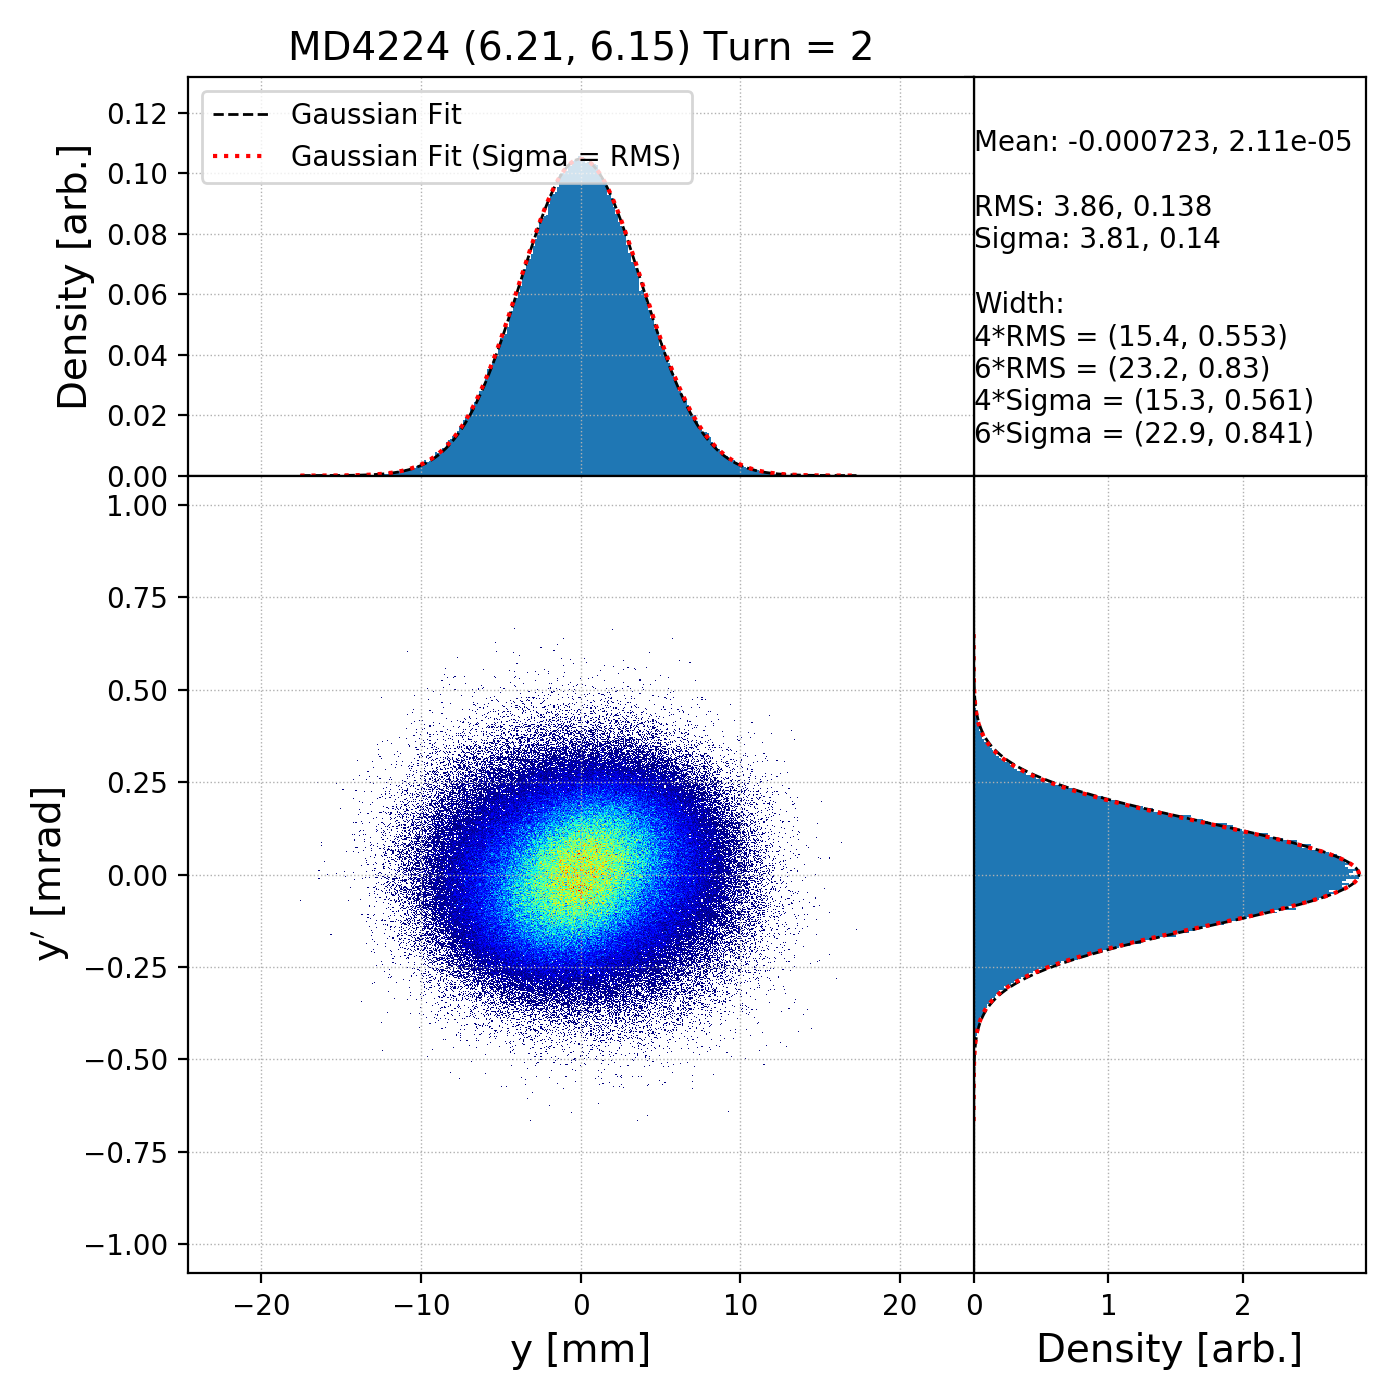 MD4224 (6.21, 6.15) Turn = 2
Gaussian Fit
Gaussian Fit (Sigma = RMS)
Density [arb.]
0.12
0.10
0.08
0.06
0.04
0.02
0.00
Mean: -0.000723, 2.11e-05
RMS: 3.86, 0.138
Sigma: 3.81, 0.14
Width:
4*RMS = (15.4, 0.553)
6*RMS = (23.2, 0.83)
4*Sigma = (15.3, 0.561)
6*Sigma = (22.9, 0.841)
y′ [mrad]
1.00
0.75
0.50
0.25
0.00
−0.25
−0.50
−0.75
−1.00
−20 −10 0 10 20
y [mm]
0 1 2
Density [arb.]